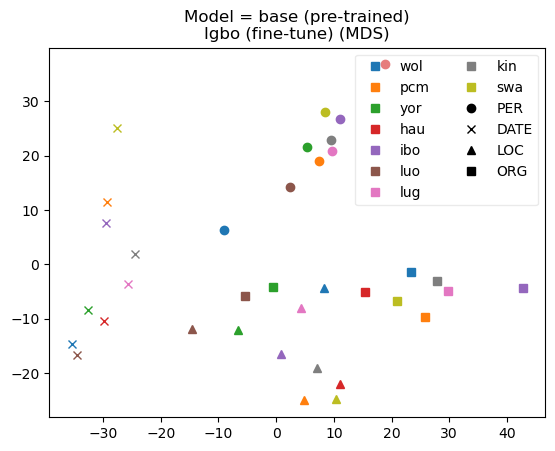 Model = base (pre-trained)
Igbo (fine-tune) (MDS)
wol
pcm
yor
hau
ibo
luo
lug
kin
swa
PER
DATE
LOC
ORG
30
20
10
0
−10
−20
−30
−20
−10
0
10
20
30
40